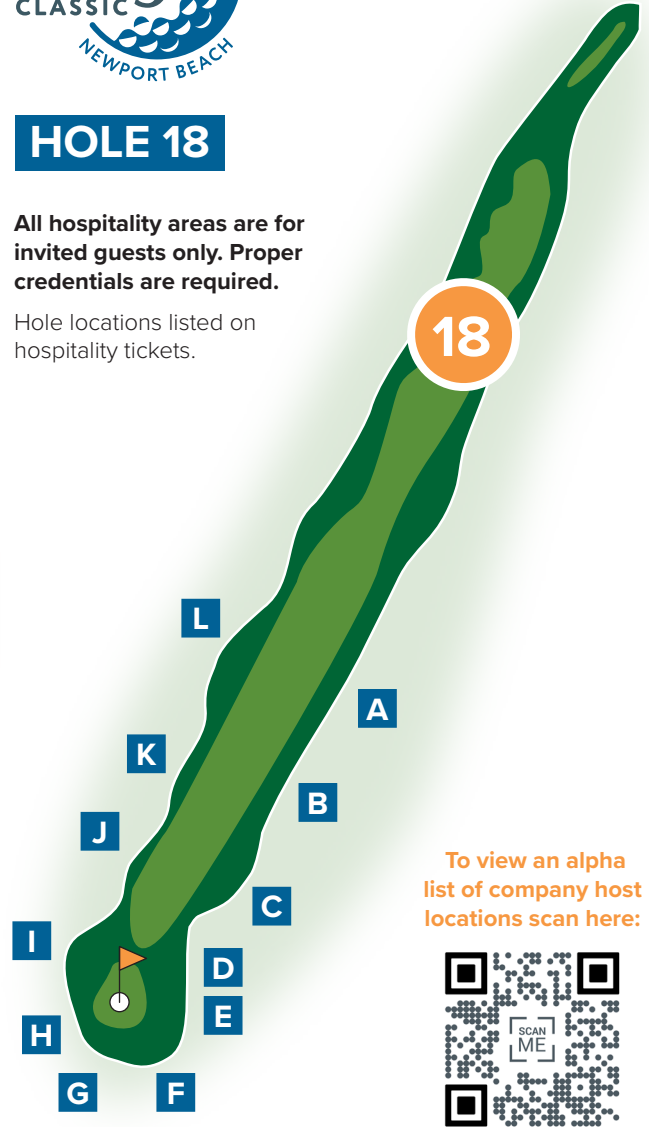 CLASSIC
NEWPORT BEACH
HOLE 18
All hospitality areas are for
invited guests only. Proper
credentials are required.
Hole locations listed on
hospitality tickets.
18
L
A
K
B
J
C
I
D
E
H
G
F
To view an alpha
list of company host
locations scan here:
SCAN
ME